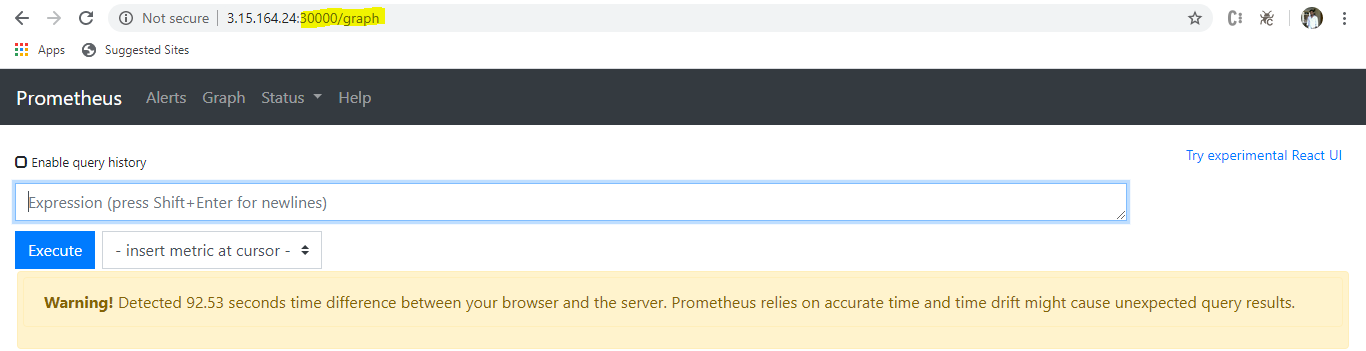 Not secure | 3.15.164.24:30000/graph
Apps Suggested Sites
Prometheus Alerts Graph Status Help
Try experimental React UI
Enable query history
Expression (press Shift+Enter for newlines)
Execute - insert metric at cursor -
Warning! Detected 92.53 seconds time difference between your browser and the server. Prometheus relies on accurate time and time drift might cause unexpected query results.